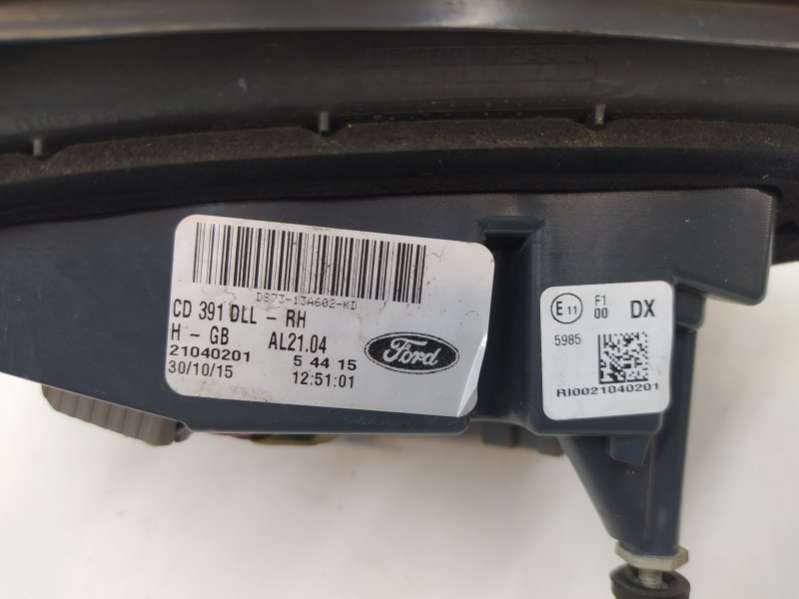 DS73-13A602-KD
CD 391 DLL - RH
H - GB AL21.04
21040201 5 44 15
30/10/15 12:51:01
Ford
E11 F1 00 DX
5985
RI0021040201